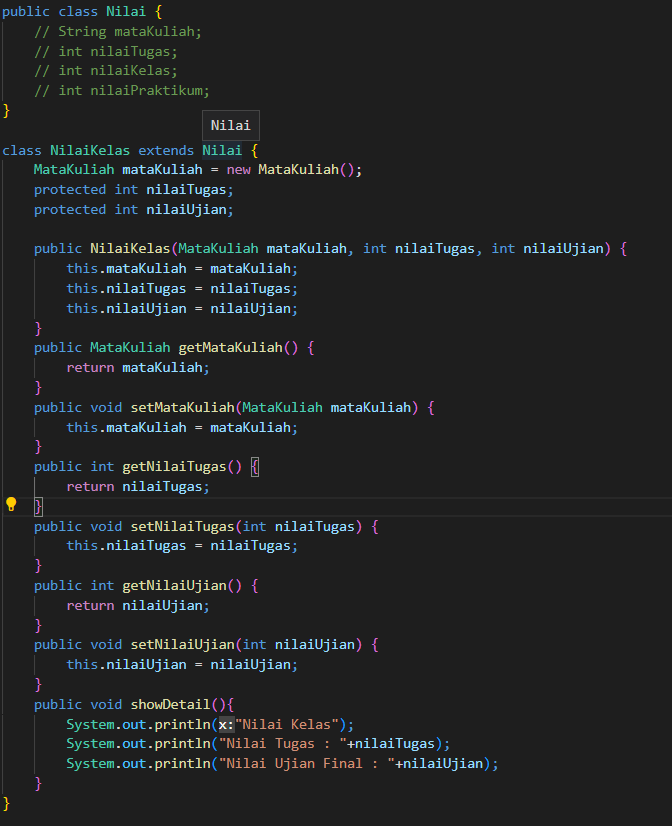 public class Nilai {
    // String mataKuliah;
    // int nilaiTugas;
    // int nilaiKelas;
    // int nilaiPraktikum;
}
Nilai
class NilaiKelas extends Nilai {
    MataKuliah mataKuliah = new MataKuliah();
    protected int nilaiTugas;
    protected int nilaiUjian;

    public NilaiKelas(MataKuliah mataKuliah, int nilaiTugas, int nilaiUjian) {
        this.mataKuliah = mataKuliah;
        this.nilaiTugas = nilaiTugas;
        this.nilaiUjian = nilaiUjian;
    }
    public MataKuliah getMataKuliah() {
        return mataKuliah;
    }
    public void setMataKuliah(MataKuliah mataKuliah) {
        this.mataKuliah = mataKuliah;
    }
    public int getNilaiTugas() {
        return nilaiTugas;
    }
    public void setNilaiTugas(int nilaiTugas) {
        this.nilaiTugas = nilaiTugas;
    }
    public int getNilaiUjian() {
        return nilaiUjian;
    }
    public void setNilaiUjian(int nilaiUjian) {
        this.nilaiUjian = nilaiUjian;
    }
    public void showDetail(){
        System.out.println(x:"Nilai Kelas");
        System.out.println("Nilai Tugas : "+nilaiTugas);
        System.out.println("Nilai Ujian Final : "+nilaiUjian);
    }
}